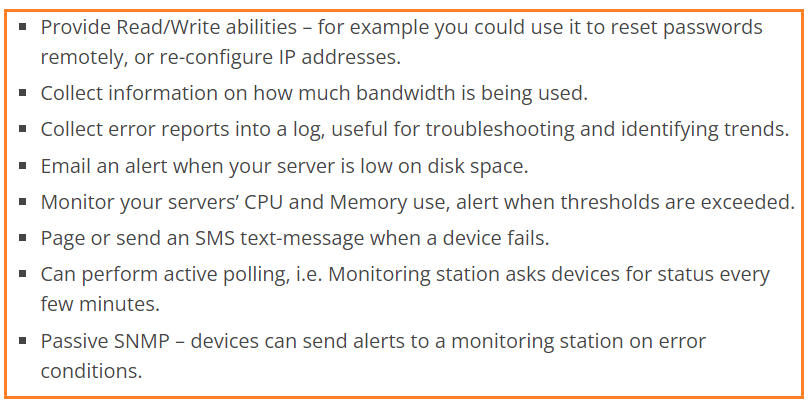 ▪ Provide Read/Write abilities – for example you could use it to reset passwords
remotely, or re-configure IP addresses.
▪ Collect information on how much bandwidth is being used.
▪ Collect error reports into a log, useful for troubleshooting and identifying trends.
▪ Email an alert when your server is low on disk space.
▪ Monitor your servers’ CPU and Memory use, alert when thresholds are exceeded.
▪ Page or send an SMS text-message when a device fails.
▪ Can perform active polling, i.e. Monitoring station asks devices for status every
few minutes.
▪ Passive SNMP – devices can send alerts to a monitoring station on error
conditions.